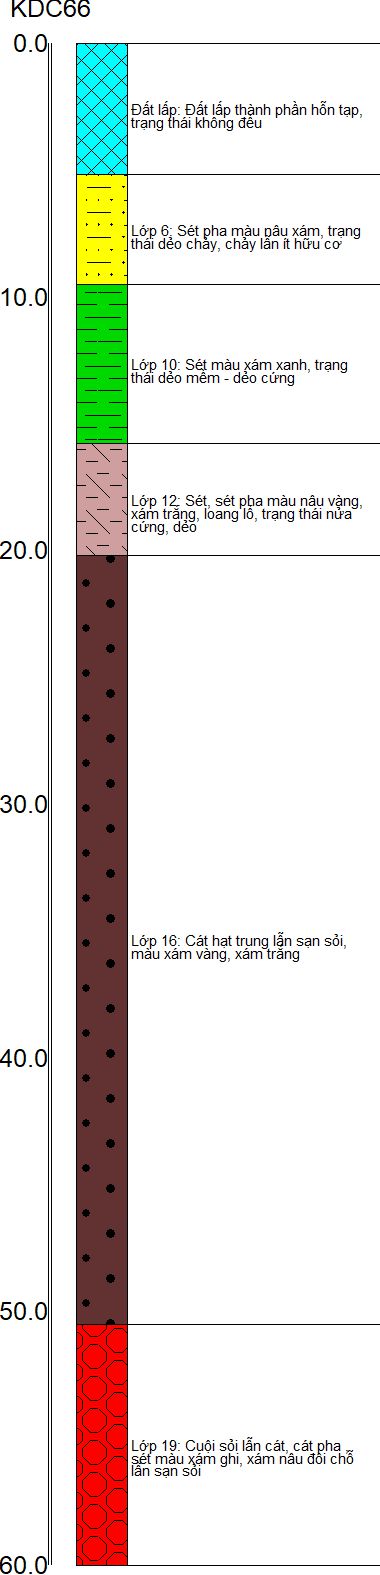 KDC66
0.0
Đất lấp: Đất lấp thành phần hỗn tạp,
trạng thái không đều
Lớp 6: Sét pha màu nâu xám, trạng
thái dẻo chảy, chảy lẫn ít hữu cơ
10.0
Lớp 10: Sét màu xám xanh, trạng
thái dẻo mềm - dẻo cứng
Lớp 12: Sét, sét pha màu nâu vàng,
xám trắng, loang lổ, trạng thái nửa
cứng, dẻo
20.0
30.0
Lớp 16: Cát hạt trung lẫn sạn sỏi,
màu xám vàng, xám trắng
40.0
50.0
Lớp 19: Cuội sỏi lẫn cát, cát pha
sét màu xám ghi, xám nâu đôi chỗ
lẫn sạn sỏi
60.0